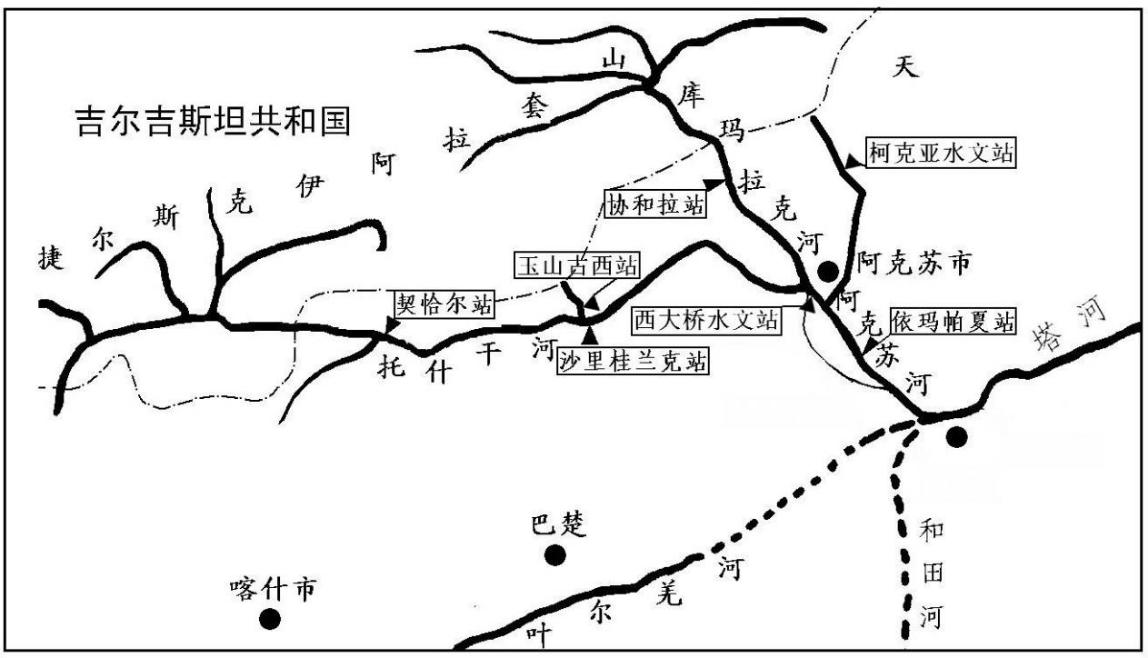 吉尔吉斯坦共和国
天
山
库玛拉克河
捷尔斯克伊阿拉套
柯克亚水文站
协和拉站
阿克苏市
玉山古西站
契恰尔站
西大桥水文站
阿克苏河
依玛帕夏站
托什干河
沙里桂兰克站
塔河
巴楚
和田河
喀什市
叶尔羌河